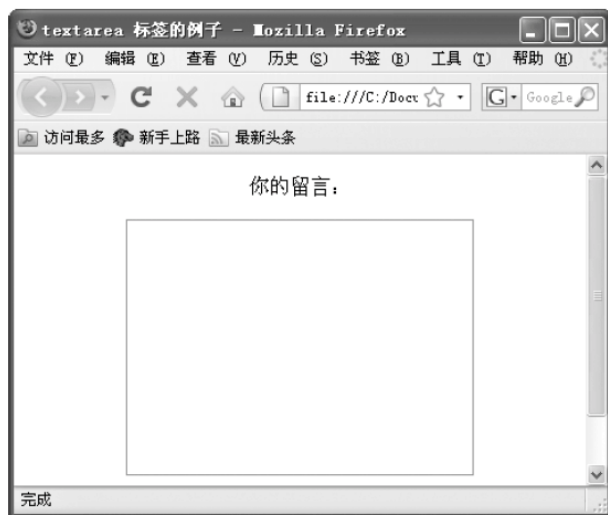 textarea 标签的例子 - Mozilla Firefox
文件 (F) 编辑 (E) 查看 (V) 历史 (S) 书签 (B) 工具 (T) 帮助 (H)
file:///C:/Docu G Google
访问最多 新手上路 最新头条
你的留言：
完成